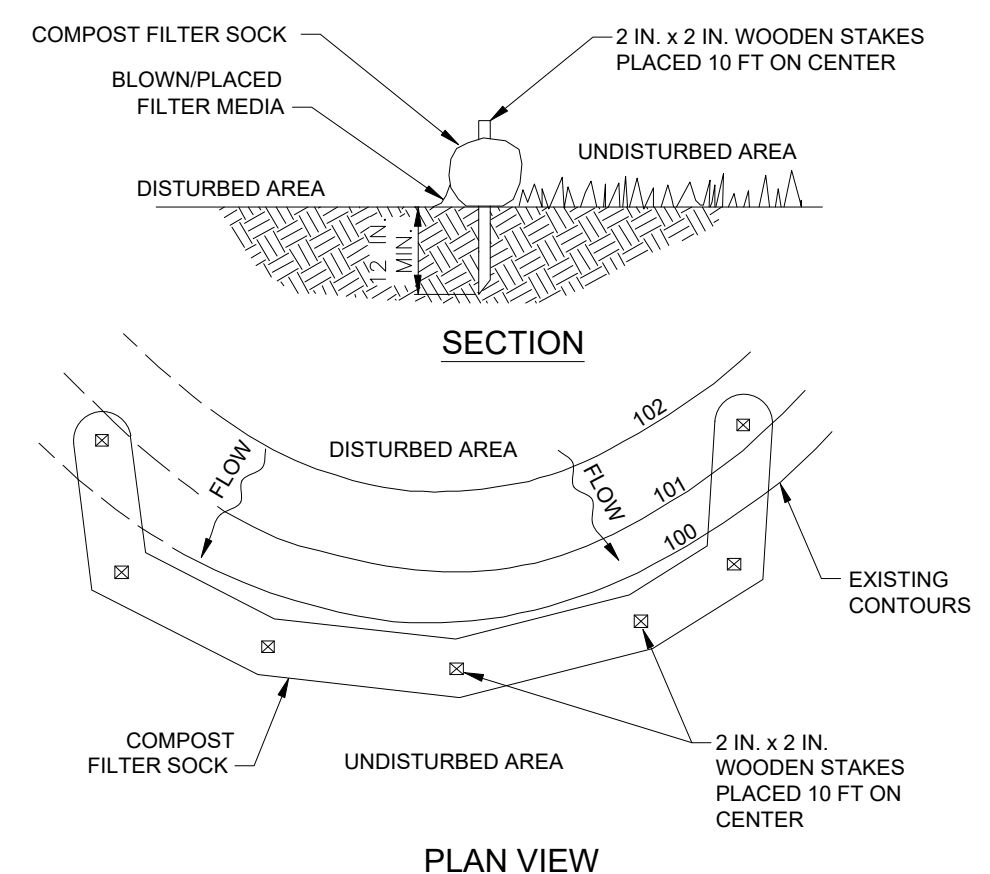 COMPOST FILTER SOCK
2 IN. x 2 IN. WOODEN STAKES
PLACED 10 FT ON CENTER
BLOWN/PLACED
FILTER MEDIA
UNDISTURBED AREA
DISTURBED AREA
12 IN.
MIN.
SECTION
102
DISTURBED AREA
FLOW
FLOW
101
100
EXISTING
CONTOURS
COMPOST
FILTER SOCK
UNDISTURBED AREA
2 IN. x 2 IN.
WOODEN STAKES
PLACED 10 FT ON
CENTER
PLAN VIEW